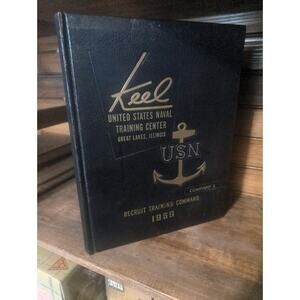 Keel
UNITED STATES NAVAL
TRAINING CENTER
GREAT LAKES, ILLINOIS
USN
RECRUIT TRAINING COMMAND
1969